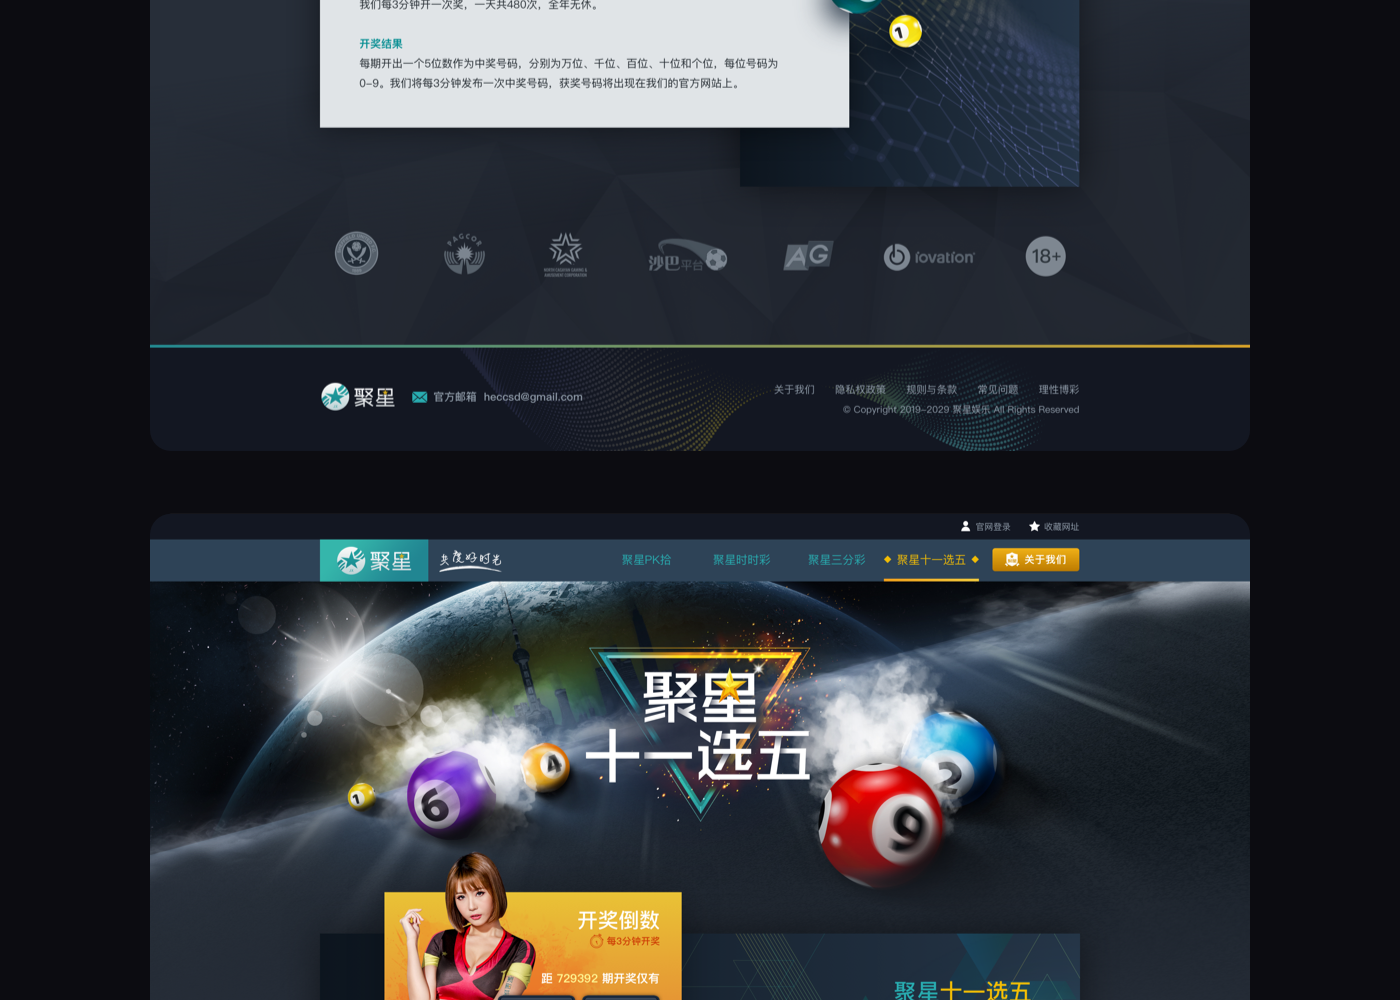 我们每3分钟开一次奖，一天共480次，全年无休。
开奖结果
每期开出一个5位数作为中奖号码，分别为万位、千位、百位、十位和个位，每位号码为
0-9。我们将每3分钟发布一次中奖号码，获奖号码将出现在我们的官方网站上。
1
PAGCOR
沙巴平台
AG
iovation
18+
聚星
官方邮箱 heccsd@gmail.com
关于我们 隐私权政策 规则与条款 常见问题 理性博彩
© Copyright 2019-2029 聚星娱乐 All Rights Reserved
官网登录 收藏网址
聚星 共度好时光
聚星PK拾 聚星时时彩 聚星三分彩 聚星十一选五 关于我们
聚星
十一选五
1
6
4
9
2
开奖倒数
每3分钟开奖
距 729392 期开奖仅有
聚星十一选五